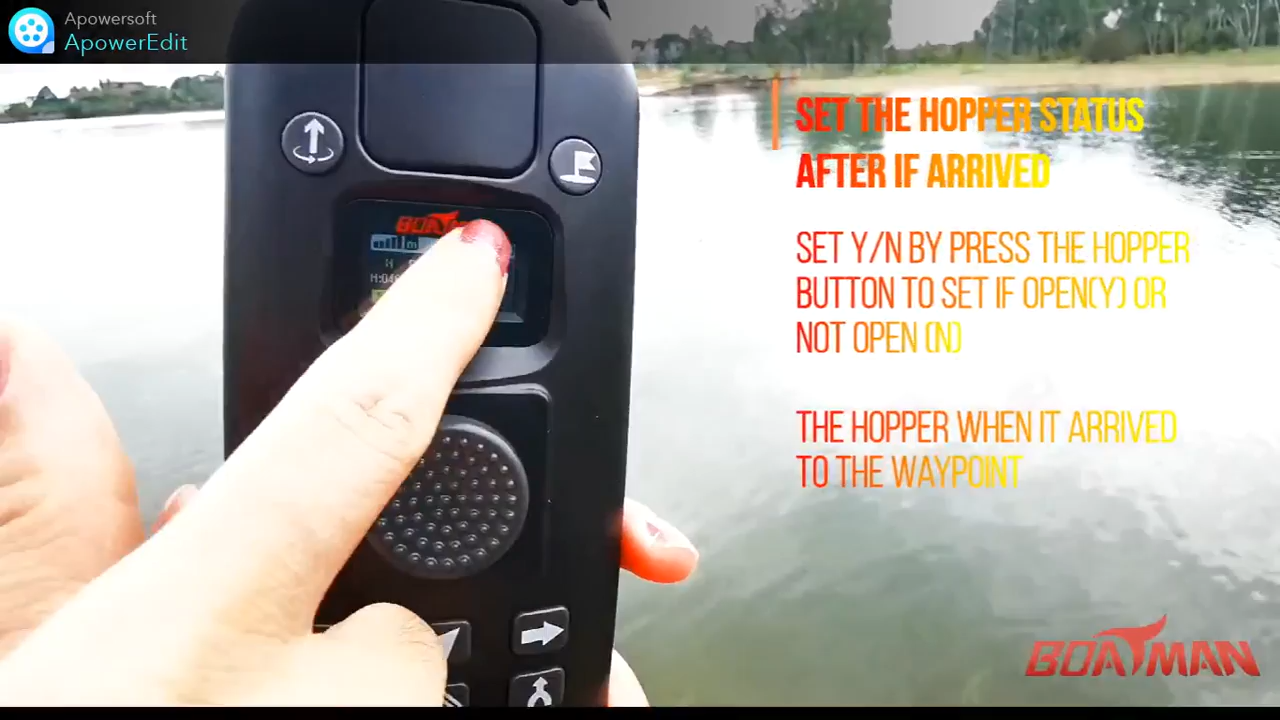 Apowersoft
ApowerEdit
SET THE HOPPER STATUS
AFTER IF ARRIVED
SET Y/N BY PRESS THE HOPPER
BUTTON TO SET IF OPEN(Y) OR
NOT OPEN (N)
THE HOPPER WHEN IT ARRIVED
TO THE WAYPOINT
BOATMAN
BOATMAN